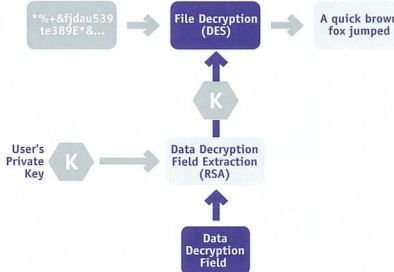 *%+&fjdau539
te389E*&...
File Decryption
(DES)
A quick brown
fox jumped
K
User's
Private
Key
K
Data Decryption
Field Extraction
(RSA)
Data
Decryption
Field